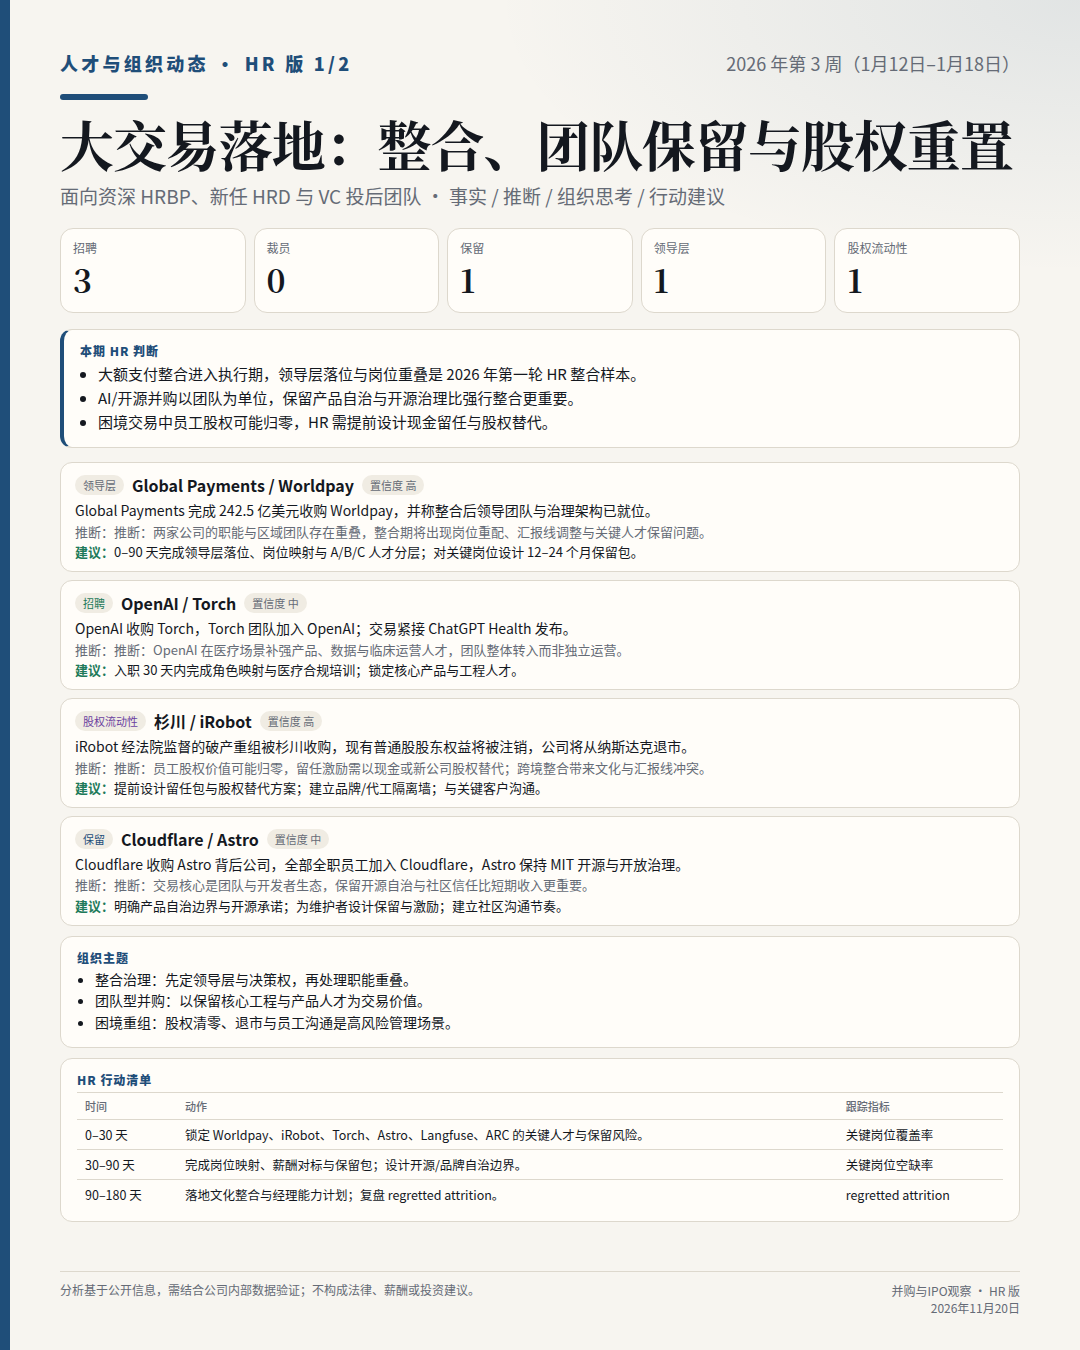 人才与组织动态 • HR 版 1/2
2026 年第 3 周（1月12日–1月18日）
大交易落地：整合、团队保留与股权重置
面向资深 HRBP、新任 HRD 与 VC 投后团队 • 事实 / 推断 / 组织思考 / 行动建议
招聘
3
裁员
0
保留
1
领导层
1
股权流动性
1
本期 HR 判断
• 大额支付整合进入执行期，领导层落位与岗位重叠是 2026 年第一轮 HR 整合样本。
• AI/开源并购以团队为单位，保留产品自治与开源治理比强行整合更重要。
• 困境交易中员工股权可能归零，HR 需提前设计现金留任与股权替代。
领导层 Global Payments / Worldpay 置信度 高
Global Payments 完成 242.5 亿美元收购 Worldpay，并称整合后领导团队与治理架构已就位。
推断：推断：两家公司的职能与区域团队存在重叠，整合期将出现岗位重配、汇报线调整与关键人才保留问题。
建议：0–90 天完成领导层落位、岗位映射与 A/B/C 人才分层；对关键岗位设计 12–24 个月保留包。
招聘 OpenAI / Torch 置信度 中
OpenAI 收购 Torch，Torch 团队加入 OpenAI；交易紧接 ChatGPT Health 发布。
推断：推断：OpenAI 在医疗场景补强产品、数据与临床运营人才，团队整体转入而非独立运营。
建议：入职 30 天内完成角色映射与医疗合规培训；锁定核心产品与工程人才。
股权流动性 杉川 / iRobot 置信度 高
iRobot 经法院监督的破产重组被杉川收购，现有普通股股东权益将被注销，公司将从纳斯达克退市。
推断：推断：员工股权价值可能归零，留任激励需以现金或新公司股权替代；跨境整合带来文化与汇报线冲突。
建议：提前设计留任包与股权替代方案；建立品牌/代工隔离墙；与关键客户沟通。
保留 Cloudflare / Astro 置信度 中
Cloudflare 收购 Astro 背后公司，全部全职员工加入 Cloudflare，Astro 保持 MIT 开源与开放治理。
推断：推断：交易核心是团队与开发者生态，保留开源自治与社区信任比短期收入更重要。
建议：明确产品自治边界与开源承诺；为维护者设计保留与激励；建立社区沟通节奏。
组织主题
• 整合治理：先定领导层与决策权，再处理职能重叠。
• 团队型并购：以保留核心工程与产品人才为交易价值。
• 困境重组：股权清零、退市与员工沟通是高风险管理场景。
HR 行动清单
时间 动作 跟踪指标
0–30 天 锁定 Worldpay、iRobot、Torch、Astro、Langfuse、ARC 的关键人才与保留风险。 关键岗位覆盖率
30–90 天 完成岗位映射、薪酬对标与保留包；设计开源/品牌自治边界。 关键岗位空缺率
90–180 天 落地文化整合与经理能力计划；复盘 regretted attrition。 regretted attrition
分析基于公开信息，需结合公司内部数据验证；不构成法律、薪酬或投资建议。
并购与IPO观察 • HR 版
2026年11月20日